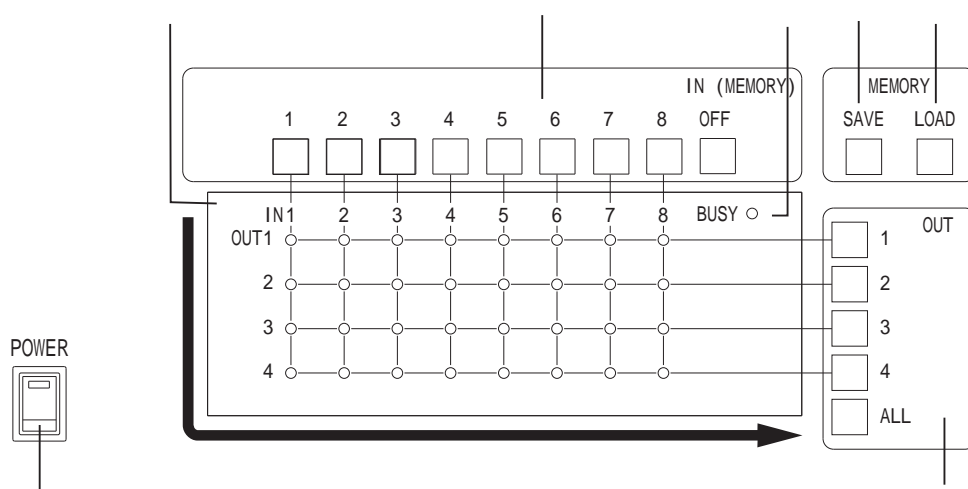 IN (MEMORY)
1 2 3 4 5 6 7 8 OFF
MEMORY
SAVE LOAD
IN1 2 3 4 5 6 7 8 BUSY
OUT1
2
3
4
OUT
1
2
3
4
ALL
POWER